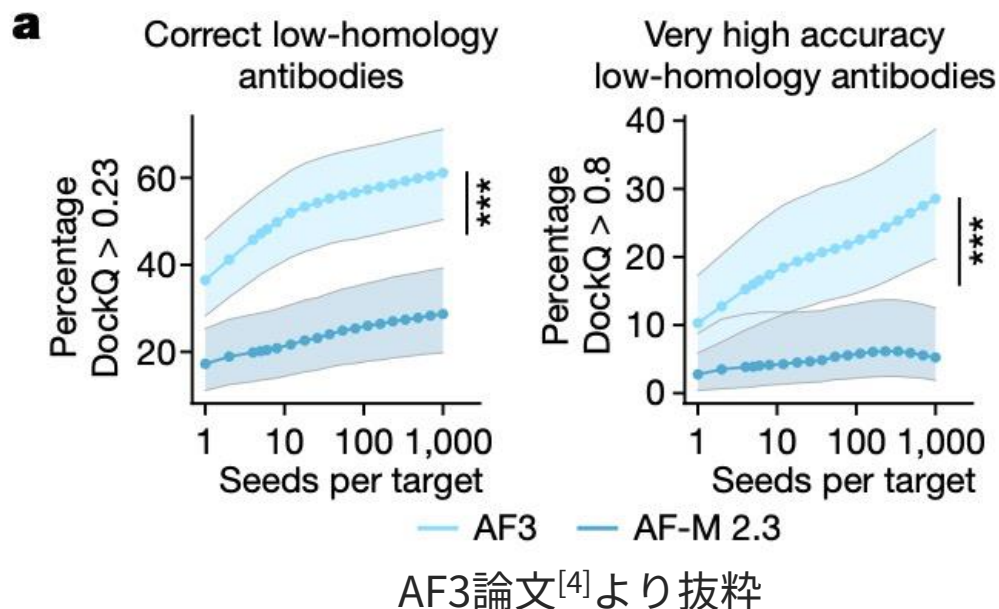 a
Correct low-homology
antibodies
Very high accuracy
low-homology antibodies
Percentage
DockQ > 0.23
60
40
20
***
1 10 100 1,000
Seeds per target
Percentage
DockQ > 0.8
40
30
20
10
0
***
1 10 100 1,000
Seeds per target
AF3 AF-M 2.3
AF3論文[4]より抜粋